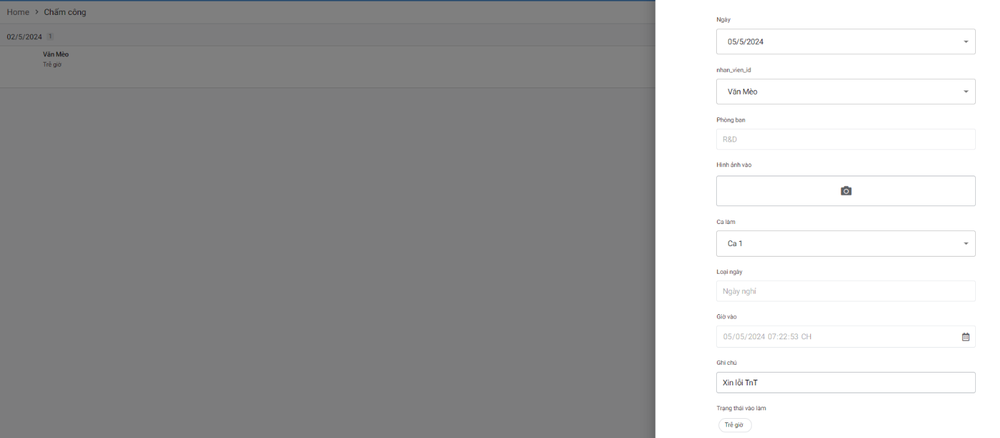 Home > Chấm công
02/5/2024 1
Văn Mèo
Trễ giờ
Ngày
05/5/2024
nhan_vien_id
Văn Mèo
Phòng ban
R&D
Hình ảnh vào
Ca làm
Ca 1
Loại ngày
Ngày nghỉ
Giờ vào
05/05/2024 07:22:53 CH
Ghi chú
Xin lỗi TnT
Trạng thái vào làm
Trễ giờ